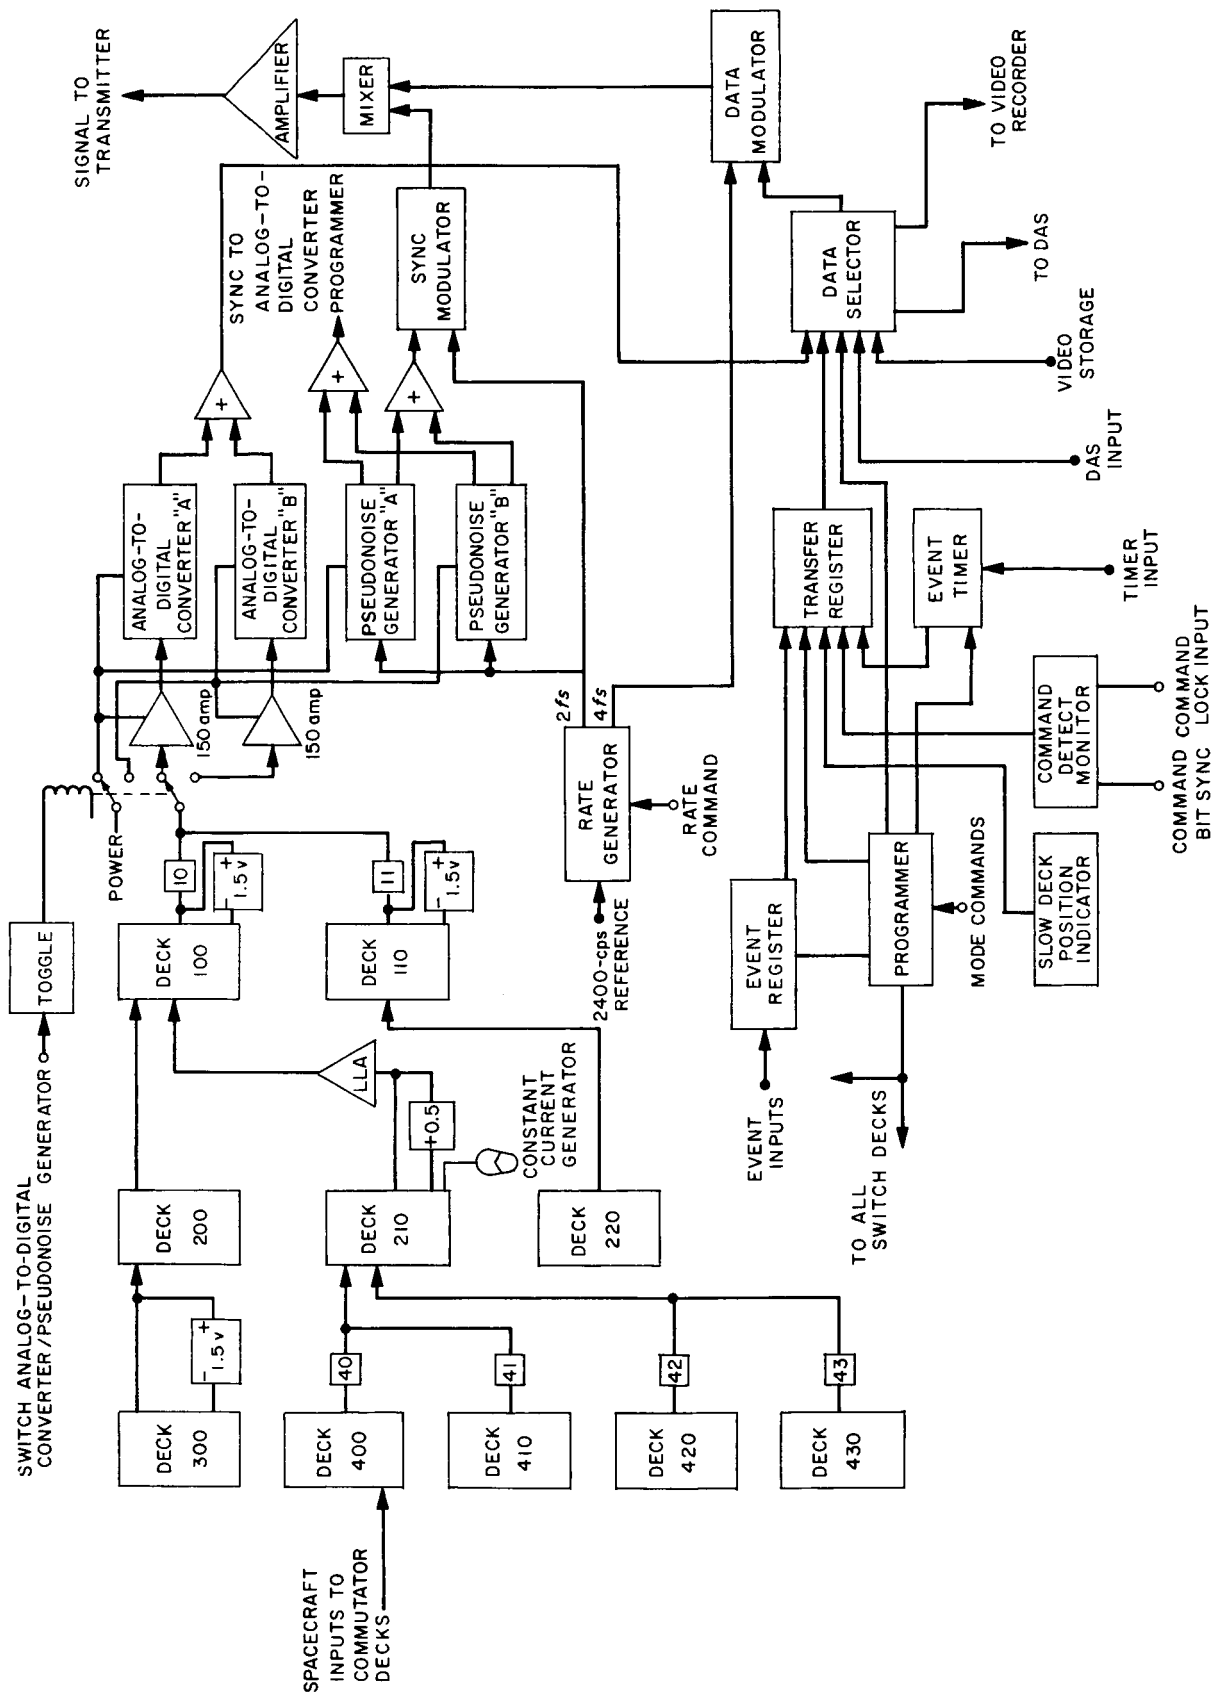 SWITCH ANALOG-TO-DIGITAL
CONVERTER/PSEUDONOISE GENERATOR
TOGGLE
POWER
SPACECRAFT
INPUTS TO
COMMUTATOR
DECKS
DECK
300
- +
1.5v
DECK
200
DECK
100
10
- +
1.5v
DECK
400
40
DECK
410
41
DECK
420
42
DECK
430
43
DECK
210
+0.5
LLA
CONSTANT
CURRENT
GENERATOR
DECK
220
DECK
110
11
- +
1.5v
150 amp
150 amp
ANALOG-TO-
DIGITAL
CONVERTER "A"
ANALOG-TO-
DIGITAL
CONVERTER "B"
PSEUDONOISE
GENERATOR "A"
PSEUDONOISE
GENERATOR "B"
+
+
+
SYNC TO
ANALOG-TO-
DIGITAL
CONVERTER
PROGRAMMER
SYNC
MODULATOR
SIGNAL TO
TRANSMITTER
AMPLIFIER
MIXER
DATA
MODULATOR
2400-cps
REFERENCE
RATE
GENERATOR
2fs
4fs
RATE
COMMAND
EVENT
INPUTS
EVENT
REGISTER
TO ALL
SWITCH DECKS
PROGRAMMER
MODE COMMANDS
SLOW DECK
POSITION
INDICATOR
COMMAND
DETECT
MONITOR
COMMAND
BIT SYNC
COMMAND
LOCK INPUT
TRANSFER
REGISTER
EVENT
TIMER
TIMER
INPUT
DAS
INPUT
VIDEO
STORAGE
DATA
SELECTOR
TO DAS
TO VIDEO
RECORDER